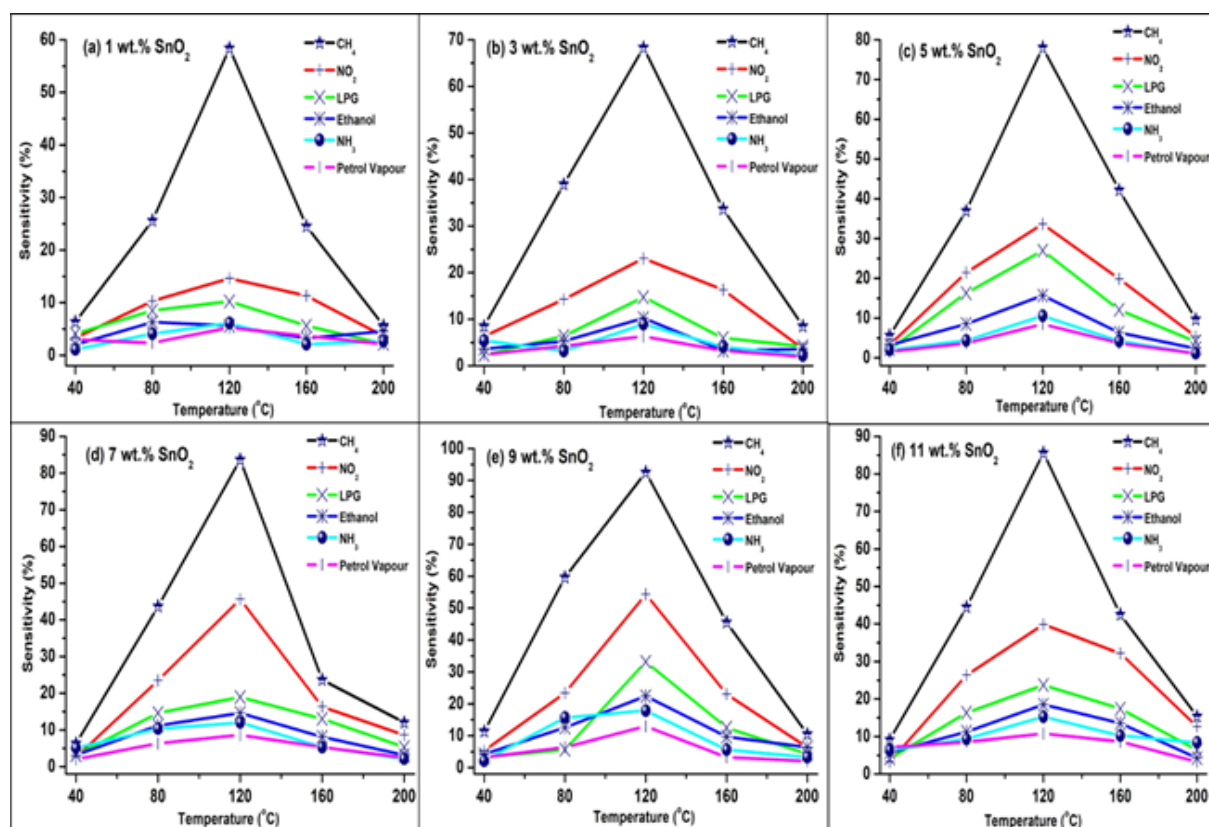 (a) 1 wt.% SnO₂
CH₄
NO₂
LPG
Ethanol
NH₃
Petrol Vapour
Sensitivity (%)
60
50
40
30
20
10
0
40 80 120 160 200
Temperature (⁰C)
(b) 3 wt.% SnO₂
CH₄
NO₂
LPG
Ethanol
NH₃
Petrol Vapour
Sensitivity (%)
70
60
50
40
30
20
10
0
40 80 120 160 200
Temperature (⁰C)
(c) 5 wt.% SnO₂
CH₄
NO₂
LPG
Ethanol
NH₃
Petrol Vapour
Sensitivity (%)
80
70
60
50
40
30
20
10
0
40 80 120 160 200
Temperature (⁰C)
(d) 7 wt.% SnO₂
CH₄
NO₂
LPG
Ethanol
NH₃
Petrol Vapour
Sensitivity (%)
90
80
70
60
50
40
30
20
10
0
40 80 120 160 200
Temperature (⁰C)
(e) 9 wt.% SnO₂
CH₄
NO₂
LPG
Ethanol
NH₃
Petrol Vapour
Sensitivity (%)
100
90
80
70
60
50
40
30
20
10
0
40 80 120 160 200
Temperature (⁰C)
(f) 11 wt.% SnO₂
CH₄
NO₂
LPG
Ethanol
NH₃
Petrol Vapour
Sensitivity (%)
90
80
70
60
50
40
30
20
10
0
40 80 120 160 200
Temperature (⁰C)